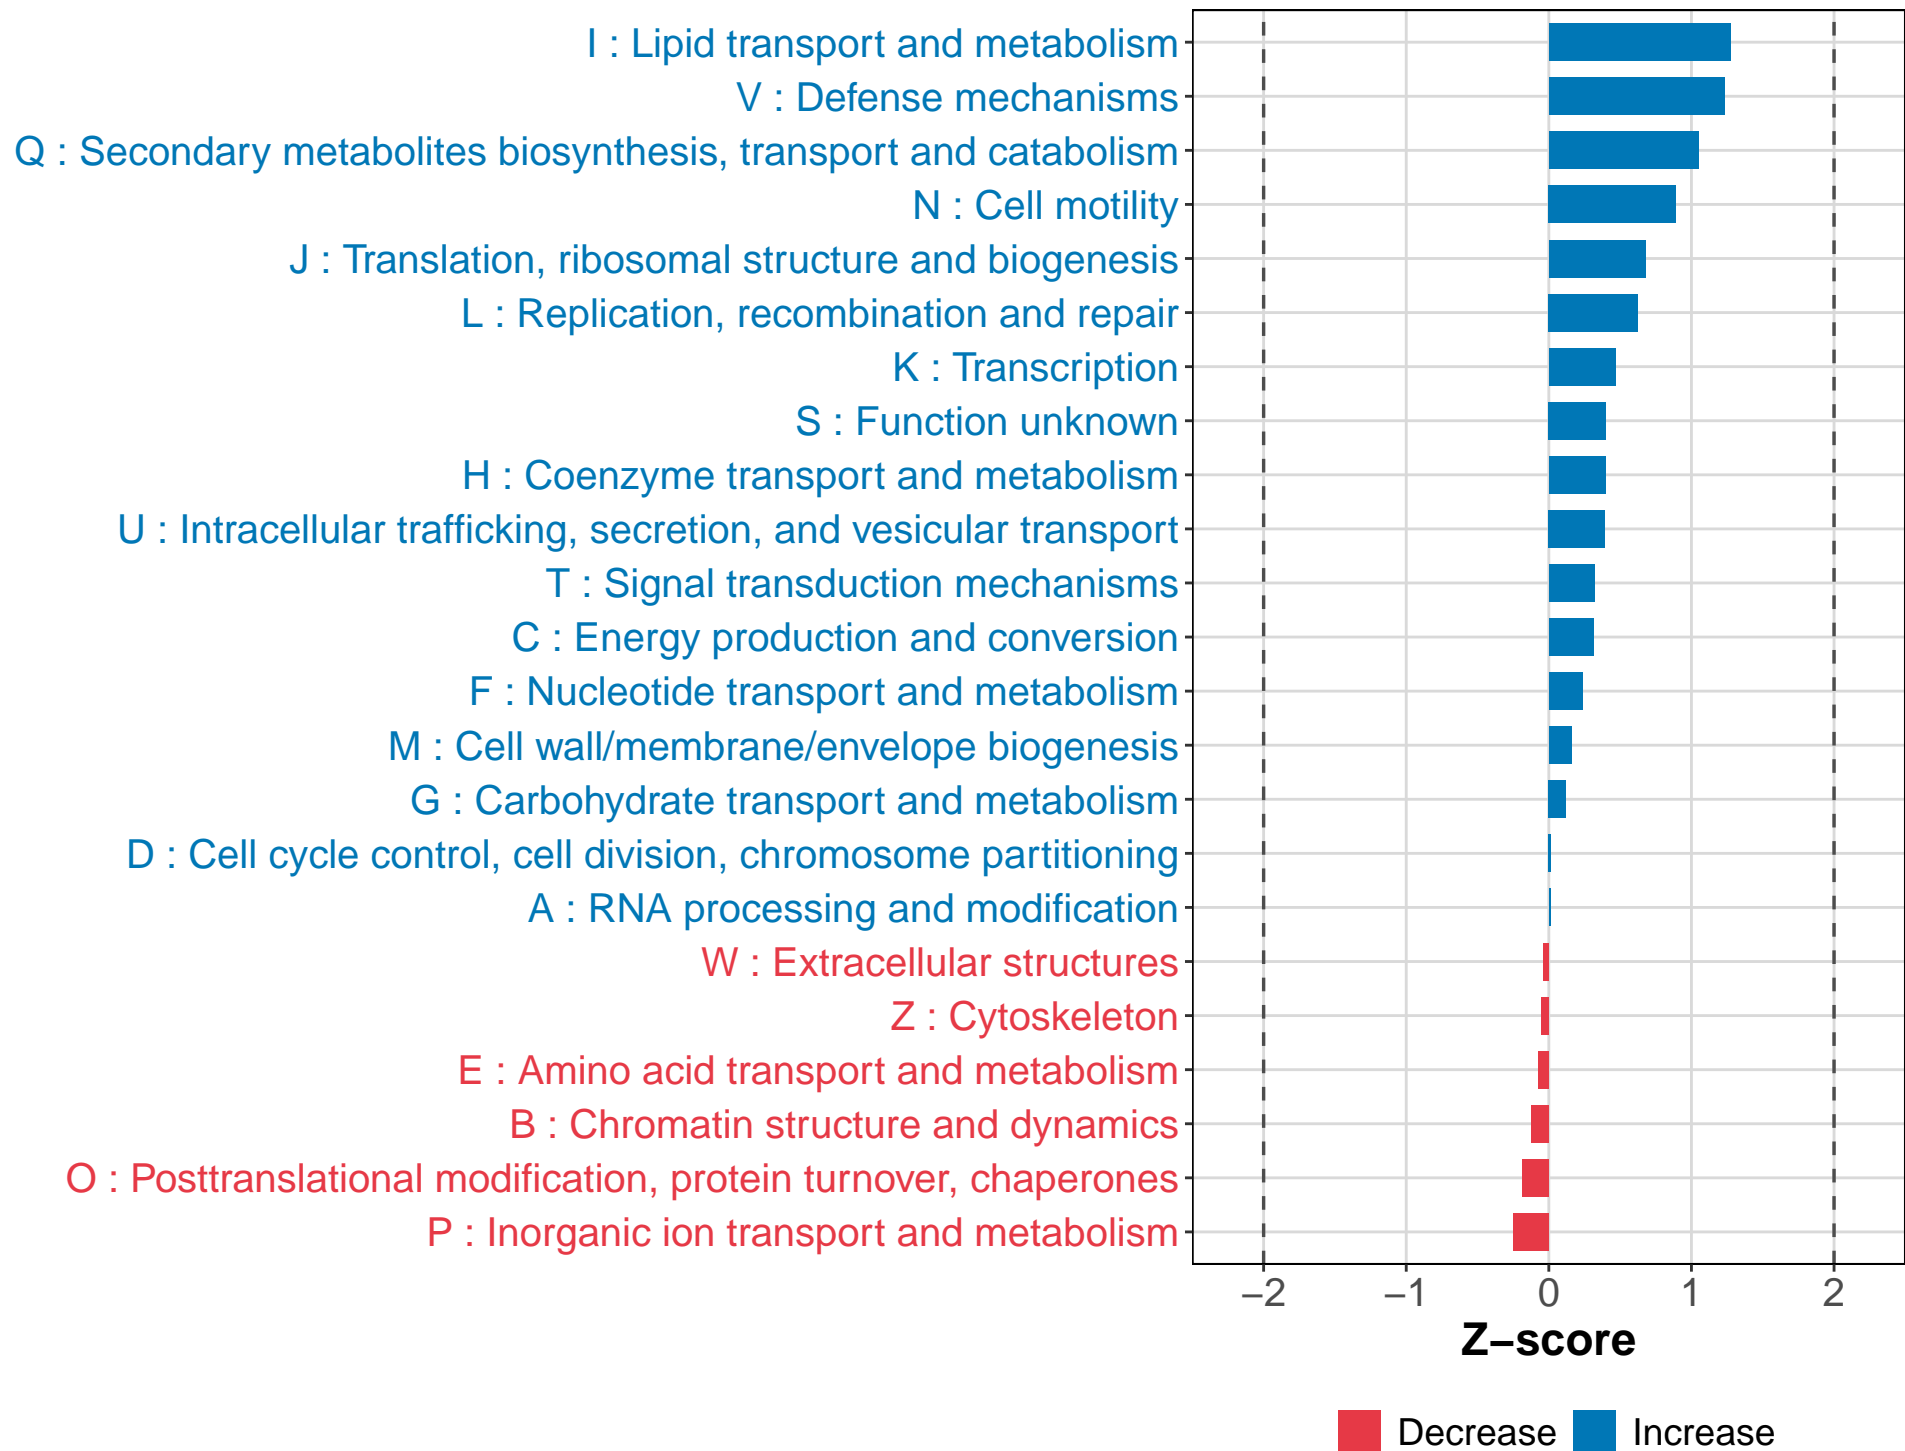 I : Lipid transport and metabolism
V : Defense mechanisms
Q : Secondary metabolites biosynthesis, transport and catabolism
N : Cell motility
J : Translation, ribosomal structure and biogenesis
L : Replication, recombination and repair
K : Transcription
S : Function unknown
H : Coenzyme transport and metabolism
U : Intracellular trafficking, secretion, and vesicular transport
T : Signal transduction mechanisms
C : Energy production and conversion
F : Nucleotide transport and metabolism
M : Cell wall/membrane/envelope biogenesis
G : Carbohydrate transport and metabolism
D : Cell cycle control, cell division, chromosome partitioning
A : RNA processing and modification
W : Extracellular structures
Z : Cytoskeleton
E : Amino acid transport and metabolism
B : Chromatin structure and dynamics
O : Posttranslational modification, protein turnover, chaperones
P : Inorganic ion transport and metabolism
−2 −1 0 1 2
Z−score
Decrease Increase